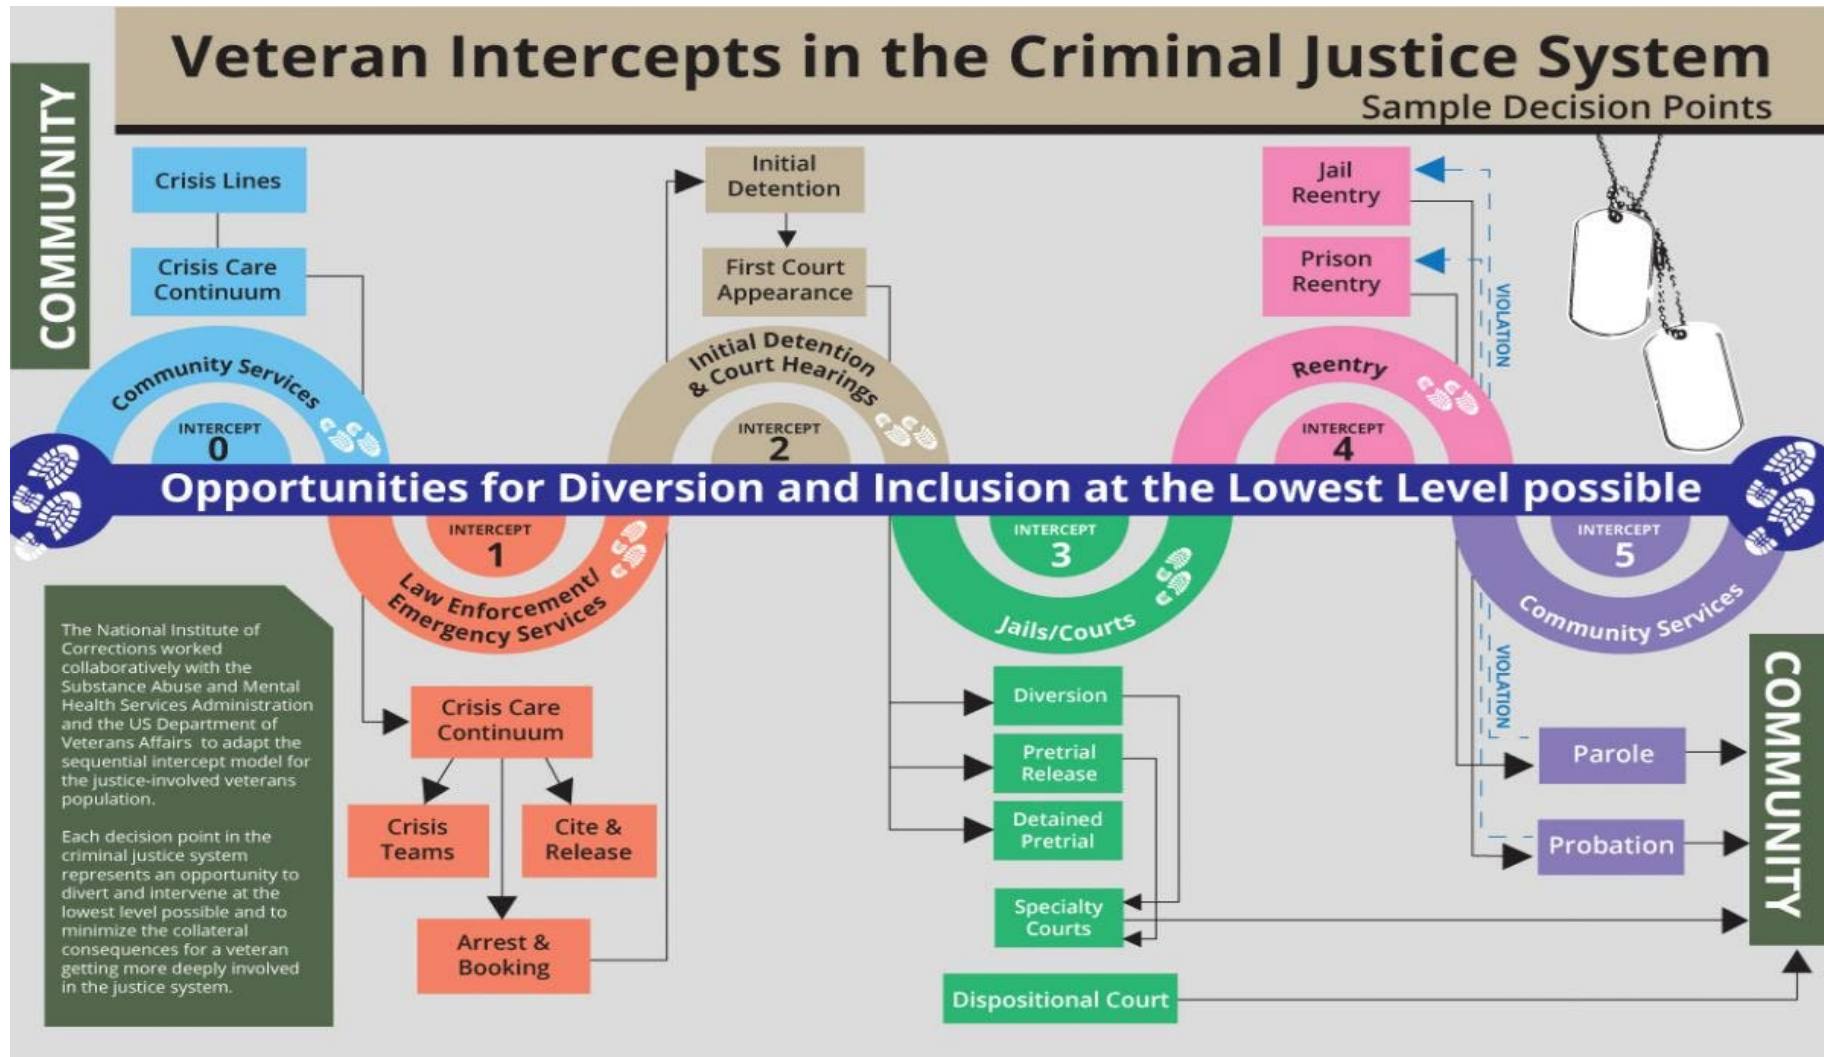 Veteran Intercepts in the Criminal Justice System
Sample Decision Points
COMMUNITY
Crisis Lines
Crisis Care
Continuum
Community Services
INTERCEPT
0
Initial
Detention
First Court
Appearance
Initial Detention
& Court Hearings
INTERCEPT
2
Jail
Reentry
Prison
Reentry
VIOLATION
Reentry
INTERCEPT
4
Opportunities for Diversion and Inclusion at the Lowest Level possible
INTERCEPT
1
Law Enforcement/
Emergency Services
Crisis Care
Continuum
Crisis
Teams
Cite &
Release
Arrest &
Booking
INTERCEPT
3
Jails/Courts
Diversion
Pretrial
Release
Detained
Pretrial
Specialty
Courts
Dispositional Court
INTERCEPT
5
Community Services
VIOLATION
Parole
Probation
COMMUNITY
The National Institute of
Corrections worked
collaboratively with the
Substance Abuse and Mental
Health Services Administration
and the US Department of
Veterans Affairs to adapt the
sequential intercept model for
the justice-involved veterans
population.
Each decision point in the
criminal justice system
represents an opportunity to
divert and intervene at the
lowest level possible and to
minimize the collateral
consequences for a veteran
getting more deeply involved
in the justice system.